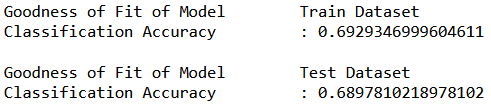 Goodness of Fit of Model Train Dataset
Classification Accuracy : 0.6929346999604611
Goodness of Fit of Model Test Dataset
Classification Accuracy : 0.6897810218978102